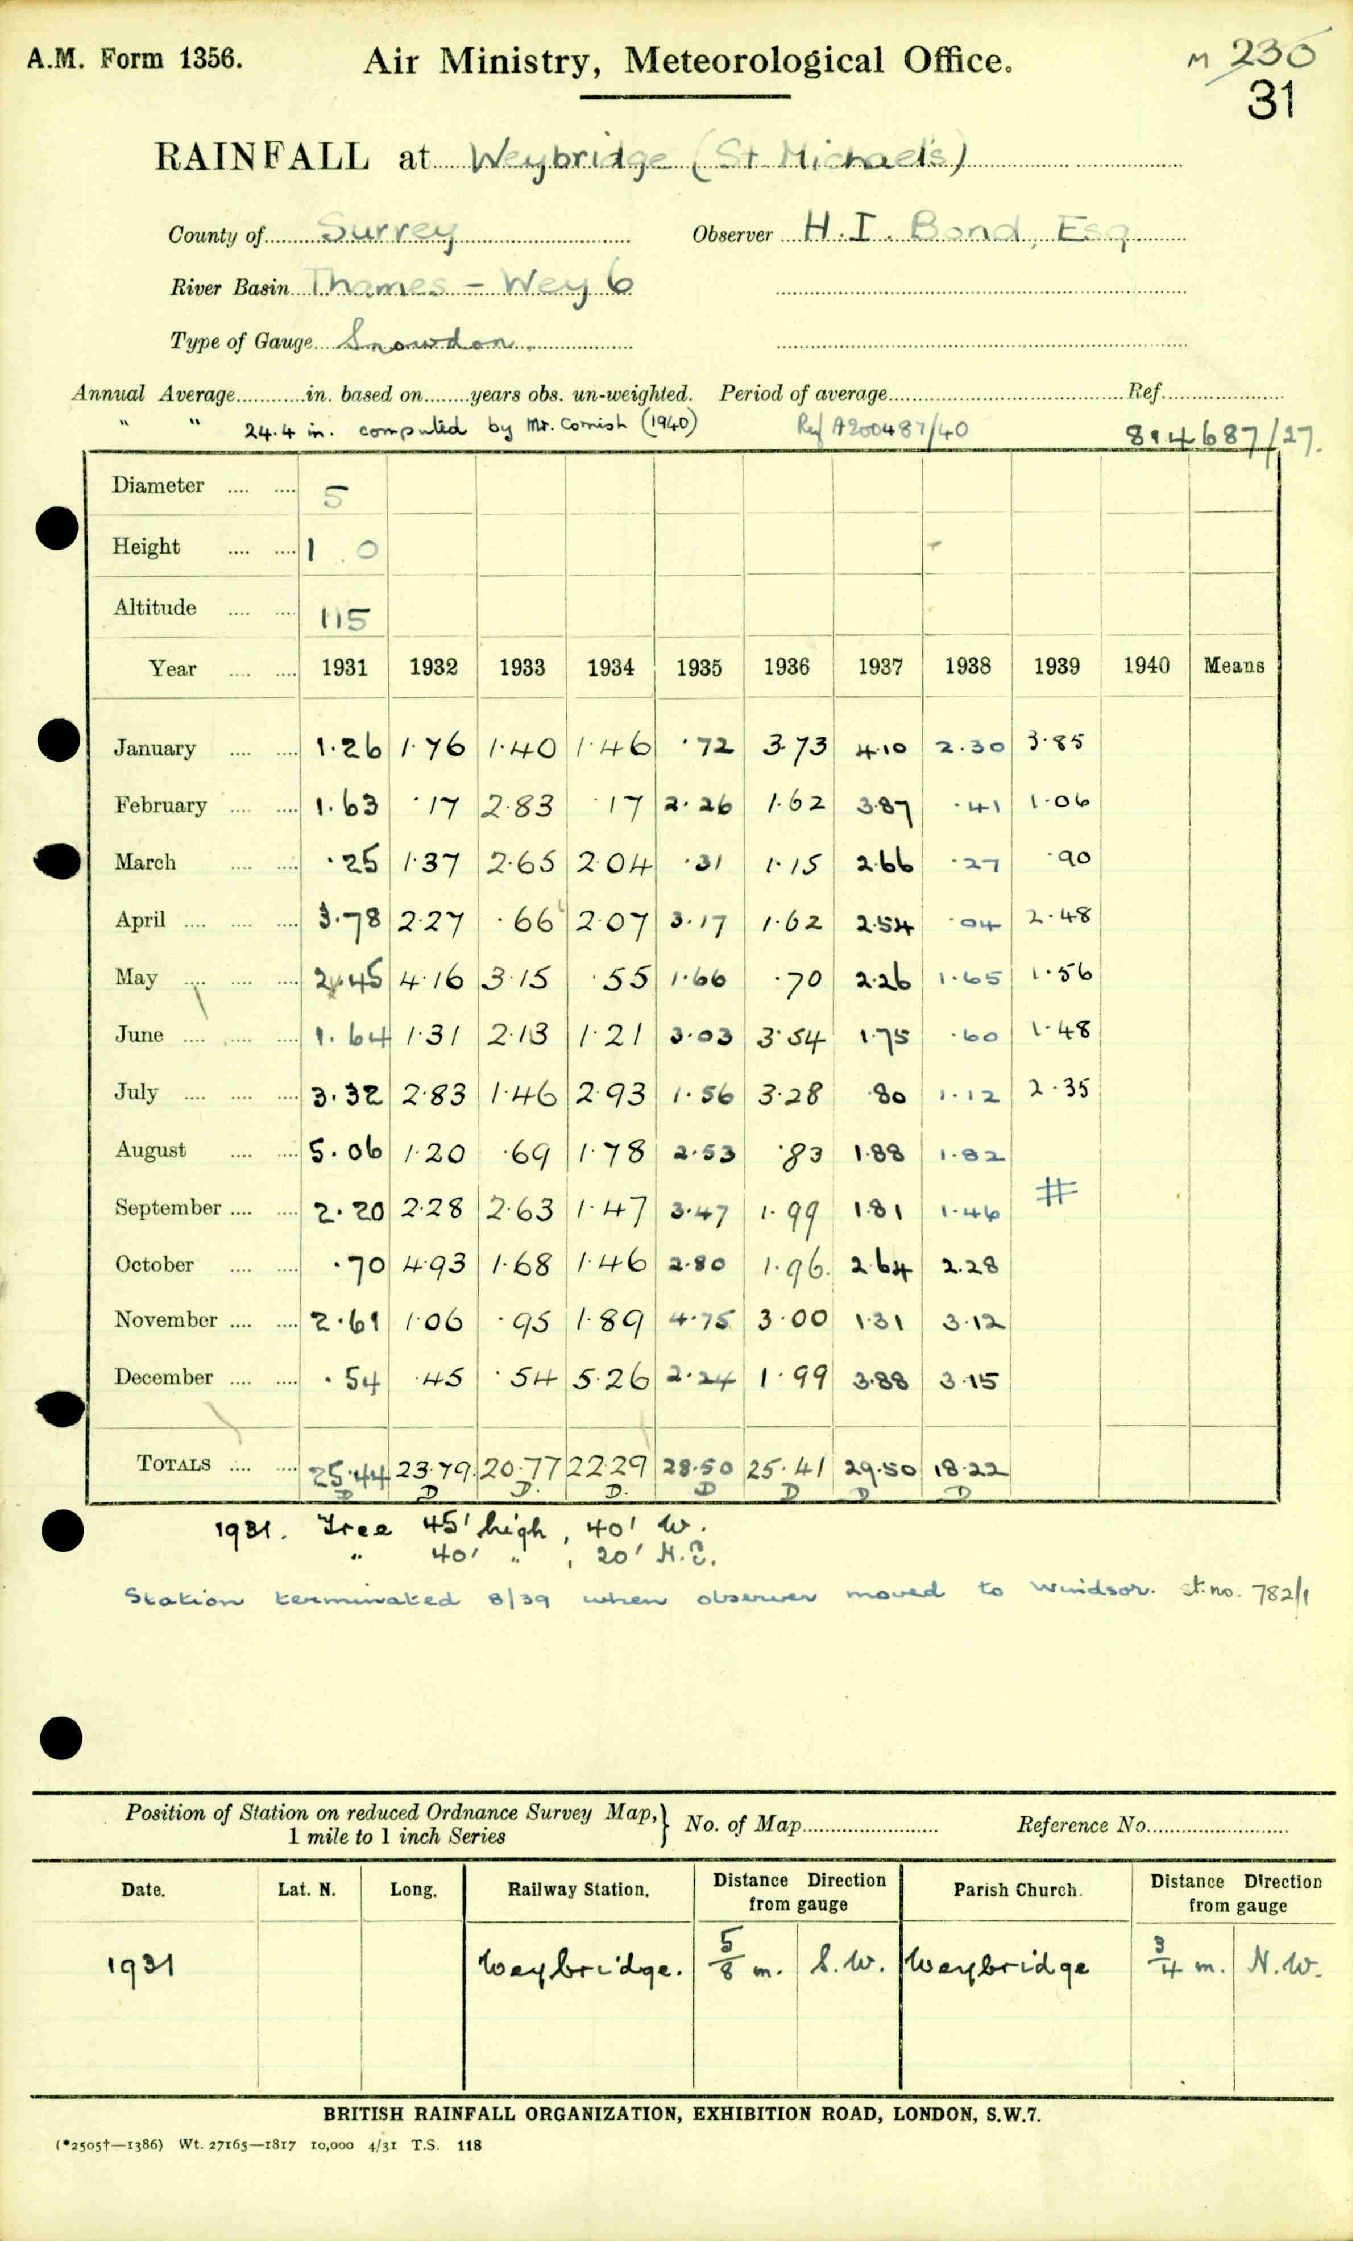 A.M. Form 1356.
Air Ministry, Meteorological Office.
M 230
31
RAINFALL at Weybridge (St Michael's)
County of Surrey Observer H.I. Bond, Esq
River Basin Thames - Wey 6
Type of Gauge Snowdon.
Annual Average............in. based on........years obs. un-weighted. Period of average........ Ref........
" " 24.4 in. computed by Mr. Cornish (1940) Ref A200487/40 814687/27.
Diameter .... .... 5
Height .... .... 1 0
Altitude .... .... 115
Year .... .... 1931 1932 1933 1934 1935 1936 1937 1938 1939 1940 Means
January .... .... 1.26 1.76 1.40 1.46 .72 3.73 4.10 2.30 3.85
February .... .... 1.63 .17 2.83 .17 2.26 1.62 3.87 .41 1.06
March .... .... .25 1.37 2.65 2.04 .31 1.15 2.66 .27 .90
April .... .... .... 3.78 2.27 .66 2.07 3.17 1.62 2.54 .04 2.48
May .... .... .... 2.45 4.16 3.15 .55 1.66 .70 2.26 1.65 1.56
June .... .... .... 1.64 1.31 2.13 1.21 3.03 3.54 1.75 .60 1.48
July .... .... .... 3.32 2.83 1.46 2.93 1.56 3.28 .80 1.12 2.35
August .... .... 5.06 1.20 .69 1.78 2.53 .83 1.88 1.82
September .... .... 2.20 2.28 2.63 1.47 3.47 1.99 1.81 1.46 #
October .... .... .70 4.93 1.68 1.46 2.80 1.96. 2.64 2.28
November .... .... 2.61 1.06 .95 1.89 4.75 3.00 1.31 3.12
December .... .... .54 .45 .54 5.26 2.24 1.99 3.88 3.15
TOTALS .... .... 25.44 23.79. 20.77 22.29 28.50 25.41 29.50 18.22
D D D. D. D D D D
1931. Tree 45' high, 40' W.
" 40' " , 20' N.E.
Station terminated 8/39 when observer moved to Windsor. st. no. 782/1
Position of Station on reduced Ordnance Survey Map,} No. of Map........ Reference No........
1 mile to 1 inch Series
Date. Lat. N. Long. Railway Station. Distance Direction from gauge Parish Church. Distance Direction from gauge
1931 Weybridge. 5/8 m. S.W. Weybridge 3/4 m. N.W.
BRITISH RAINFALL ORGANIZATION, EXHIBITION ROAD, LONDON, S.W.7.
(*2505†—1386) Wt. 27165—1817 10,000 4/31 T.S. 118